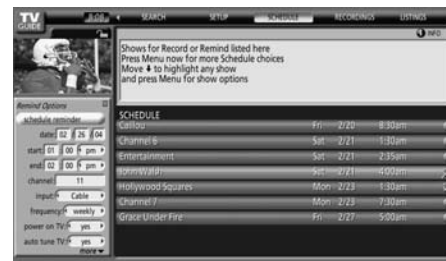 TV GUIDE 8:08 SEARCH SETUP SCHEDULE RECORDINGS LISTINGS
INFO
Shows for Record or Remind listed here
Press Menu now for more Schedule choices
Move to highlight any show
and press Menu for show options
Remind Options
schedule reminder
date: 02 / 26 / 04
start: 01 : 00 pm
end: 02 : 00 pm
channel: 11
input: Cable
frequency: weekly
power on TV: yes
auto tune TV: yes
more
SCHEDULE
Caillou Fri 2/20 8:30am
Channel 6 Sat 2/21 1:30am
Entertainment Sat 2/21 2:35am
John Walsh Sat 2/21 4:00am
Hollywood Squares Mon 2/23 1:30am
Channel 7 Mon 2/23 7:30am
Grace Under Fire Fri 2/27 5:00am